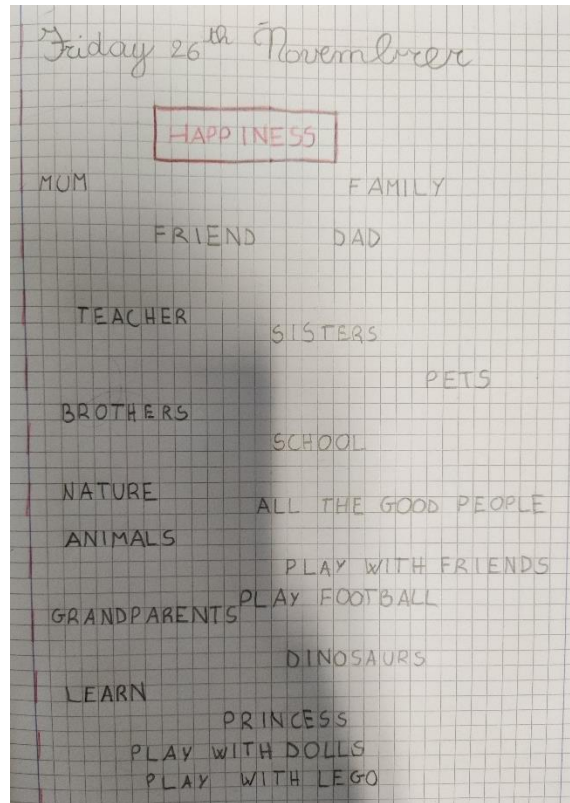 Friday 26th Novembrer
HAPPINESS
MUM FAMILY
FRIEND DAD
TEACHER
SISTERS
PETS
BROTHERS
SCHOOL
NATURE
ALL THE GOOD PEOPLE
ANIMALS
PLAY WITH FRIENDS
PLAY FOOTBALL
GRANDPARENTS
DINOSAURS
LEARN
PRINCESS
PLAY WITH DOLLS
PLAY WITH LEGO